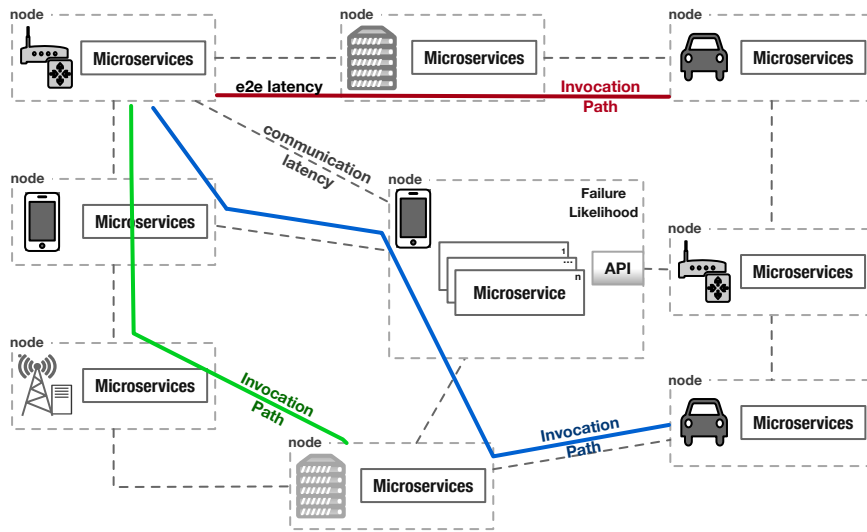 node
node
node
Microservices
Microservices
Microservices
e2e latency
Invocation
Path
communication
latency
node
node
Microservices
Failure
Likelihood
node
1
...
n
Microservice
API
Microservices
node
Microservices
Invocation
Path
node
Microservices
node
Microservices
Invocation
Path